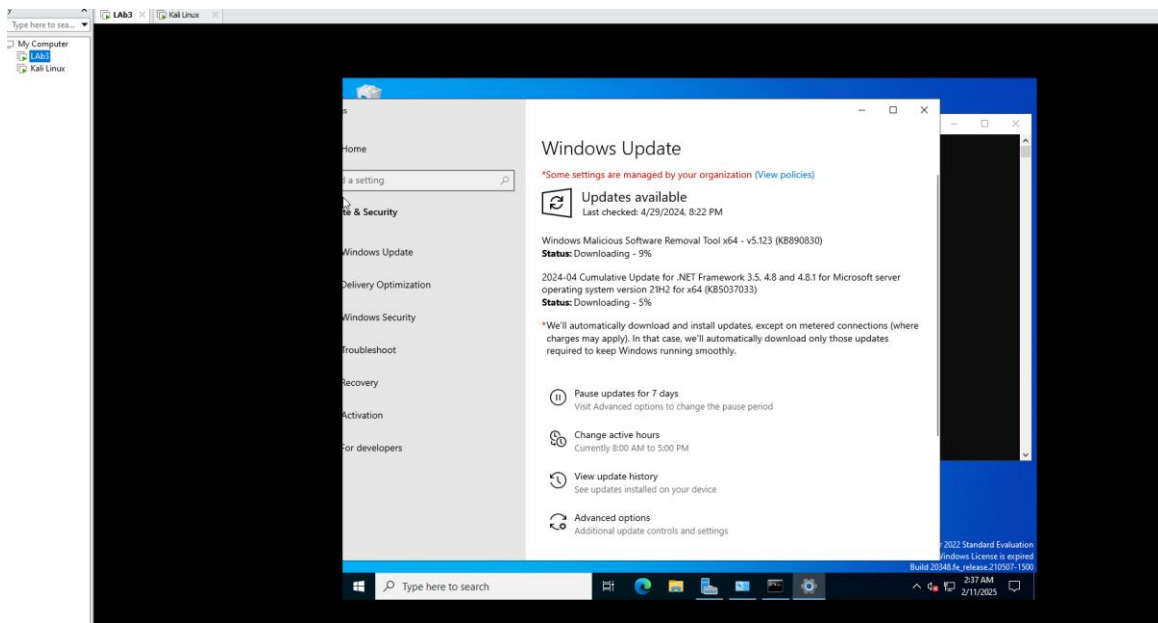 y
LAb3
Kali Linux
Type here to sea...
My Computer
LAb3
Kali Linux
s
Home
d a setting
te & Security
Windows Update
Delivery Optimization
Windows Security
Troubleshoot
Recovery
Activation
For developers
Windows Update
*Some settings are managed by your organization (View policies)
Updates available
Last checked: 4/29/2024, 8:22 PM
Windows Malicious Software Removal Tool x64 - v5.123 (KB890830)
Status: Downloading - 9%
2024-04 Cumulative Update for .NET Framework 3.5, 4.8 and 4.8.1 for Microsoft server
operating system version 21H2 for x64 (KB5037033)
Status: Downloading - 5%
*We'll automatically download and install updates, except on metered connections (where
charges may apply). In that case, we'll automatically download only those updates
required to keep Windows running smoothly.
Pause updates for 7 days
Visit Advanced options to change the pause period
Change active hours
Currently 8:00 AM to 5:00 PM
View update history
See updates installed on your device
Advanced options
Additional update controls and settings
r 2022 Standard Evaluation
Windows License is expired
Build 20348.fe_release.210507-1500
Type here to search
2:37 AM
2/11/2025